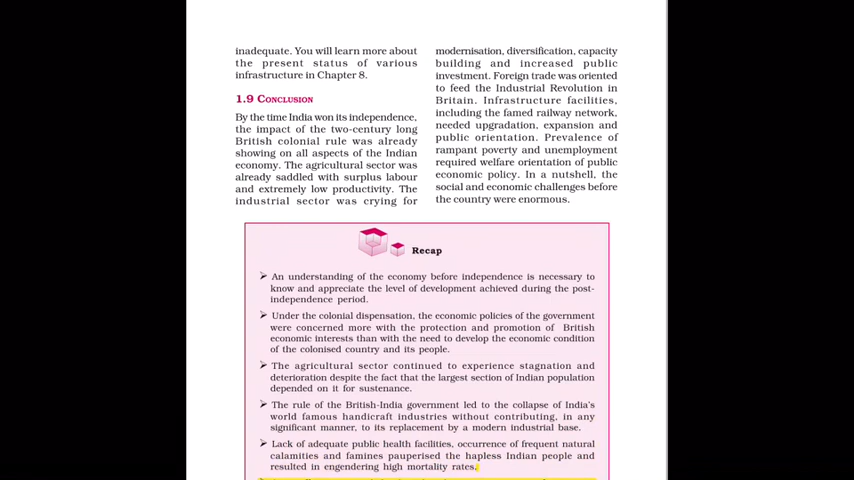 inadequate. You will learn more about
the present status of various
infrastructure in Chapter 8.
1.9 CONCLUSION
By the time India won its independence,
the impact of the two-century long
British colonial rule was already
showing on all aspects of the Indian
economy. The agricultural sector was
already saddled with surplus labour
and extremely low productivity. The
industrial sector was crying for
modernisation, diversification, capacity
building and increased public
investment. Foreign trade was oriented
to feed the Industrial Revolution in
Britain. Infrastructure facilities,
including the famed railway network,
needed upgradation, expansion and
public orientation. Prevalence of
rampant poverty and unemployment
required welfare orientation of public
economic policy. In a nutshell, the
social and economic challenges before
the country were enormous.
Recap
➢ An understanding of the economy before independence is necessary to
know and appreciate the level of development achieved during the post-
independence period.
➢ Under the colonial dispensation, the economic policies of the government
were concerned more with the protection and promotion of British
economic interests than with the need to develop the economic condition
of the colonised country and its people.
➢ The agricultural sector continued to experience stagnation and
deterioration despite the fact that the largest section of Indian population
depended on it for sustenance.
➢ The rule of the British-India government led to the collapse of India's
world famous handicraft industries without contributing, in any
significant manner, to its replacement by a modern industrial base.
➢ Lack of adequate public health facilities, occurrence of frequent natural
calamities and famines pauperised the hapless Indian people and
resulted in engendering high mortality rates.